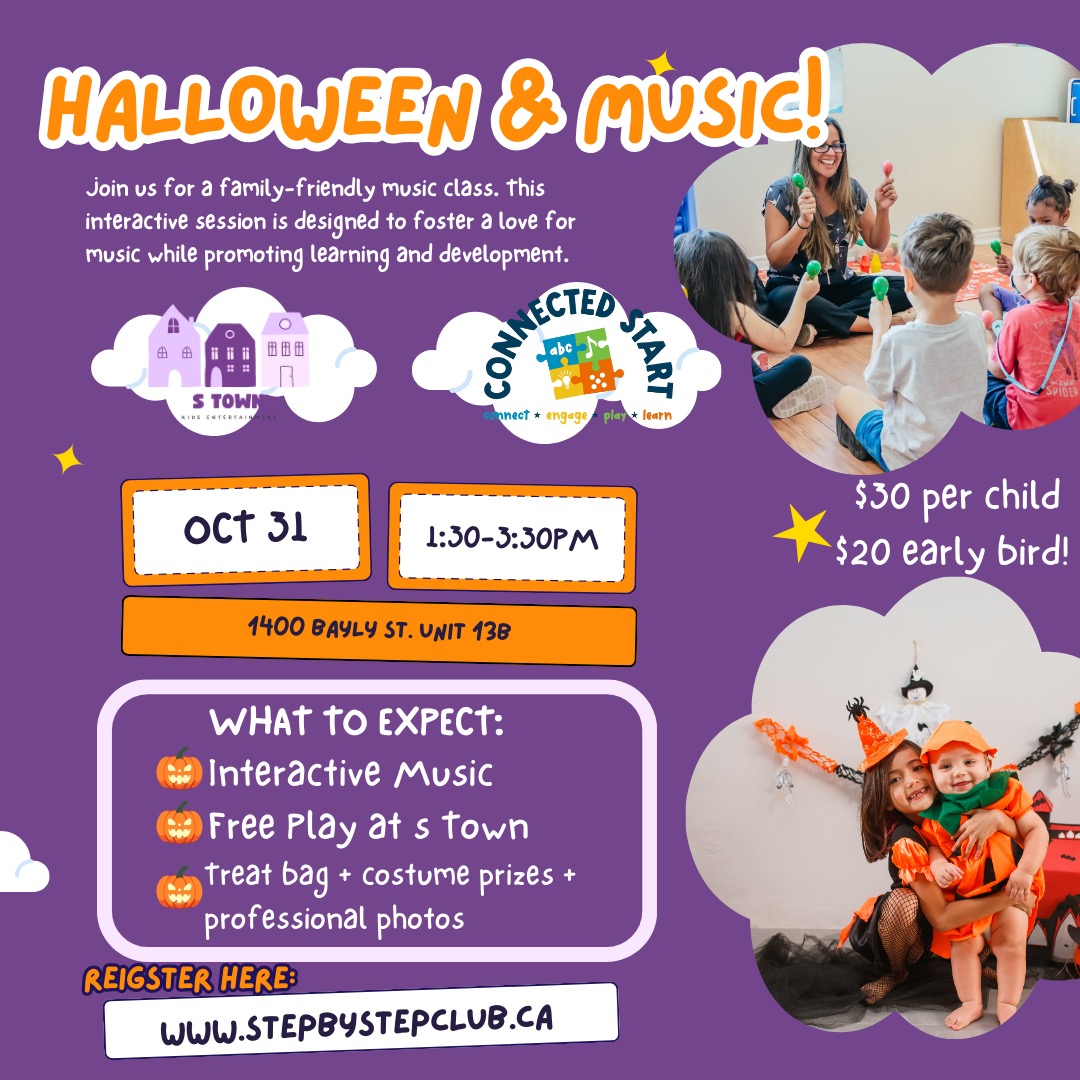 HALLOWEEN & MUSIC!
Join us for a family-friendly music class. This
interactive session is designed to foster a love for
music while promoting learning and development.
S TOWN
KIDS ENTERTAINMENT
CONNECTED START
abc
connect ★ engage ★ play ★ learn
$30 per child
$20 early bird!
OCT 31
1:30-3:30PM
1400 BAYLY ST. UNIT 13B
WHAT TO EXPECT:
Interactive Music
Free Play at S Town
Treat bag + costume prizes +
professional photos
REIGSTER HERE:
WWW.STEPBYSTEPCLUB.CA